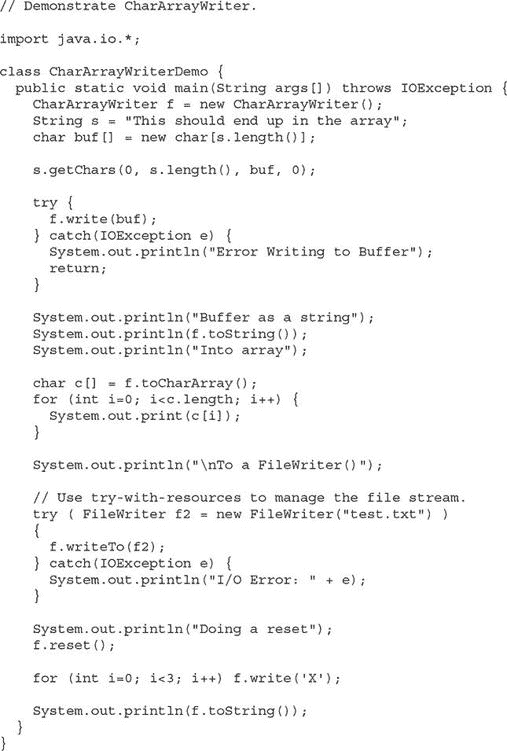 // Demonstrate CharArrayWriter.

import java.io.*;

class CharArrayWriterDemo {
  public static void main(String args[]) throws IOException {
    CharArrayWriter f = new CharArrayWriter();
    String s = "This should end up in the array";
    char buf[] = new char[s.length()];

    s.getChars(0, s.length(), buf, 0);

    try {
      f.write(buf);
    } catch(IOException e) {
      System.out.println("Error Writing to Buffer");
      return;
    }

    System.out.println("Buffer as a string");
    System.out.println(f.toString());
    System.out.println("Into array");

    char c[] = f.toCharArray();
    for (int i=0; i<c.length; i++) {
      System.out.print(c[i]);
    }

    System.out.println("\nTo a FileWriter()");

    // Use try-with-resources to manage the file stream.
    try ( FileWriter f2 = new FileWriter("test.txt") )
    {
      f.writeTo(f2);
    } catch(IOException e) {
      System.out.println("I/O Error: " + e);
    }

    System.out.println("Doing a reset");
    f.reset();

    for (int i=0; i<3; i++) f.write('X');

    System.out.println(f.toString());
  }
}